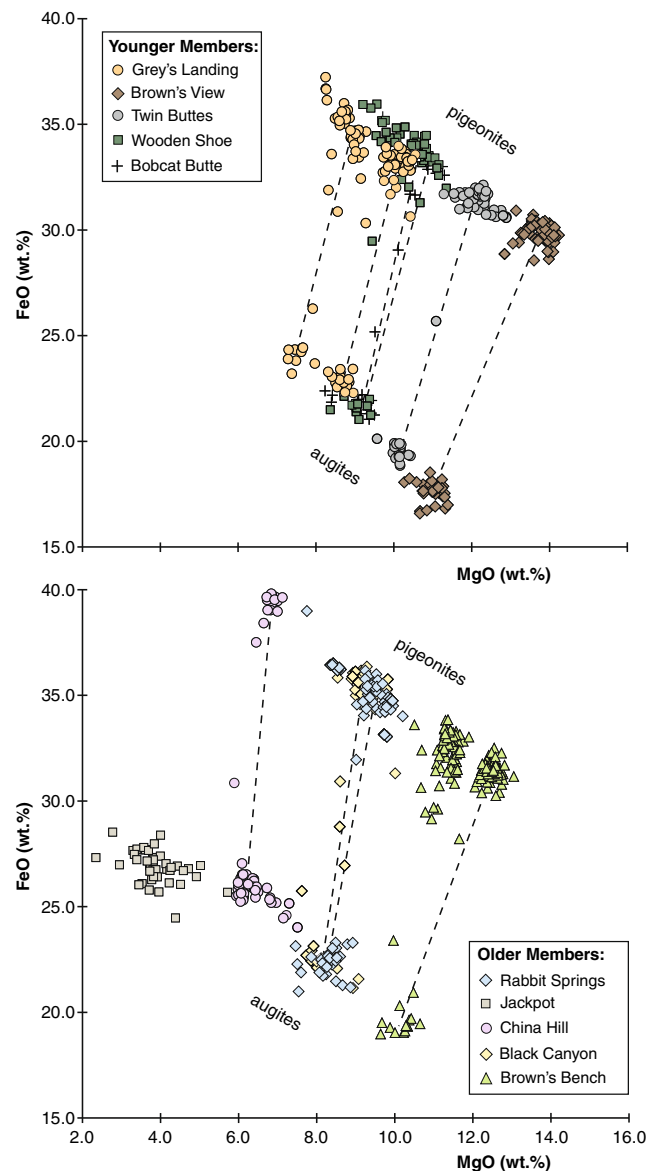 40.0
Younger Members:
Grey's Landing
Brown's View
Twin Buttes
Wooden Shoe
Bobcat Butte
35.0
pigeonites
30.0
FeO (wt.%)
25.0
20.0
augites
15.0
MgO (wt.%)
16.0
40.0
pigeonites
35.0
30.0
FeO (wt.%)
25.0
20.0
augites
Older Members:
Rabbit Springs
Jackpot
China Hill
Black Canyon
Brown's Bench
15.0
2.0 4.0 6.0 8.0 10.0 12.0 14.0 16.0
MgO (wt.%)